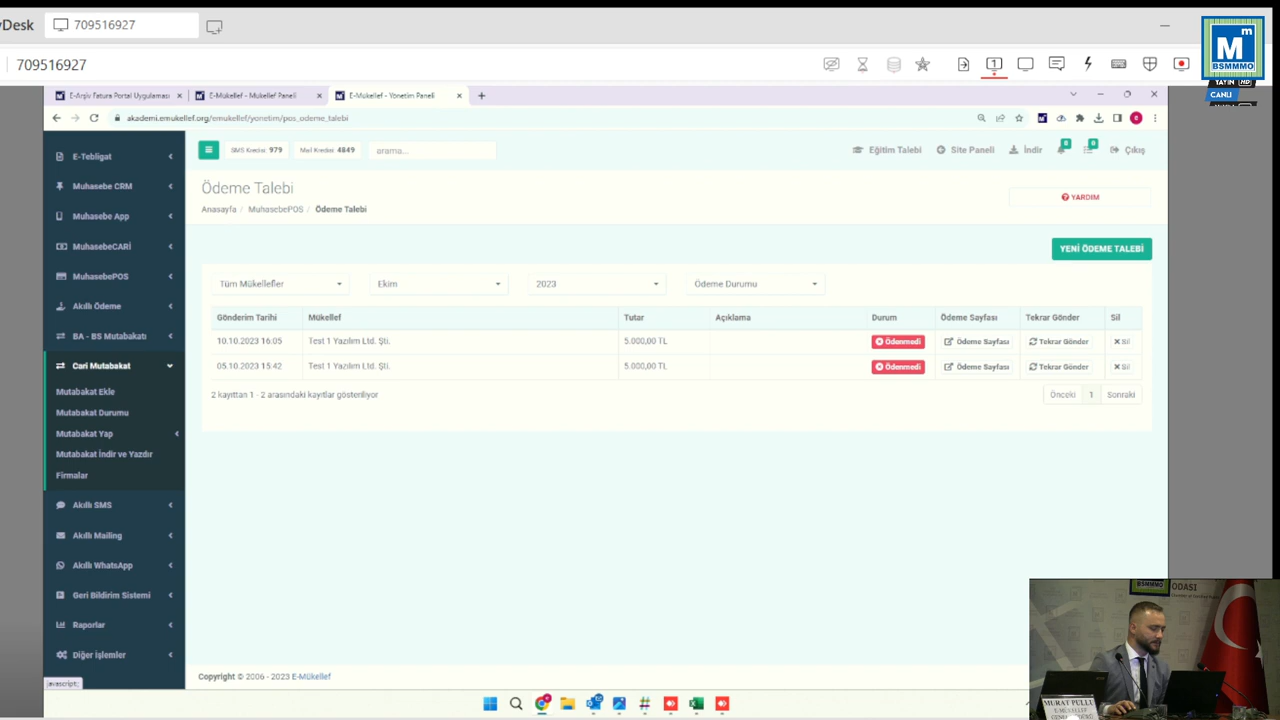 Desk
709516927
709516927
M m
BSMMMO
YAYIN HD
CANLI
E-Arşiv Fatura Portal Uygulaması
E-Mükellef - Mükellef Paneli
E-Mükellef - Yönetim Paneli
akademi.emukellef.org/emukellef/yonetim/pos_odeme_talebi
SMS Kredisi: 979
Mail Kredisi: 4849
arama...
Eğitim Talebi
Site Paneli
İndir
0
0
Çıkış
E-Tebligat
Muhasebe CRM
Muhasebe App
MuhasebeCARİ
MuhasebePOS
Akıllı Ödeme
BA - BS Mutabakatı
Cari Mutabakat
Mutabakat Ekle
Mutabakat Durumu
Mutabakat Yap
Mutabakat İndir ve Yazdır
Firmalar
Akıllı SMS
Akıllı Mailing
Akıllı WhatsApp
Geri Bildirim Sistemi
Raporlar
Diğer İşlemler
javascript:;
Ödeme Talebi
Anasayfa / MuhasebePOS / Ödeme Talebi
YARDIM
YENİ ÖDEME TALEBİ
Tüm Mükellefler Ekim 2023 Ödeme Durumu
Gönderim Tarihi Mükellef Tutar Açıklama Durum Ödeme Sayfası Tekrar Gönder Sil
10.10.2023 16:05 Test 1 Yazılım Ltd. Şti. 5.000,00 TL Ödenmedi Ödeme Sayfası Tekrar Gönder Sil
05.10.2023 15:42 Test 1 Yazılım Ltd. Şti. 5.000,00 TL Ödenmedi Ödeme Sayfası Tekrar Gönder Sil
2 kayıttan 1 - 2 arasındaki kayıtlar gösteriliyor
Önceki 1 Sonraki
Copyright © 2006 - 2023 E-Mükellef
BSMMMO
ODASI
MURAT PULLU
E-MÜKELLEF